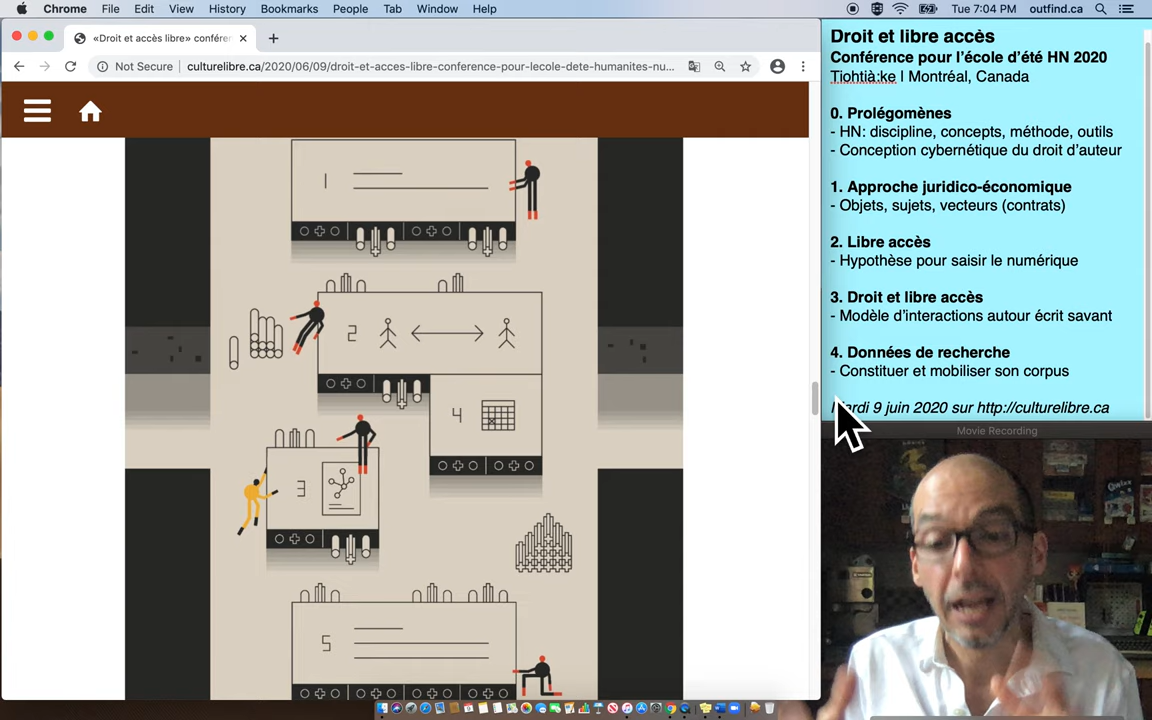 Chrome File Edit View History Bookmarks People Tab Window Help Tue 7:04 PM outfind.ca
«Droit et accès libre» conféren
Not Secure culturelibre.ca/2020/06/09/droit-et-acces-libre-conference-pour-lecole-dete-humanites-nu...
1
2
4
3
5
Droit et libre accès
Conférence pour l'école d'été HN 2020
Tiohtià:ke I Montréal, Canada
0. Prolégomènes
- HN: discipline, concepts, méthode, outils
- Conception cybernétique du droit d'auteur
1. Approche juridico-économique
- Objets, sujets, vecteurs (contrats)
2. Libre accès
- Hypothèse pour saisir le numérique
3. Droit et libre accès
- Modèle d'interactions autour écrit savant
4. Données de recherche
- Constituer et mobiliser son corpus
Mardi 9 juin 2020 sur http://culturelibre.ca
Movie Recording